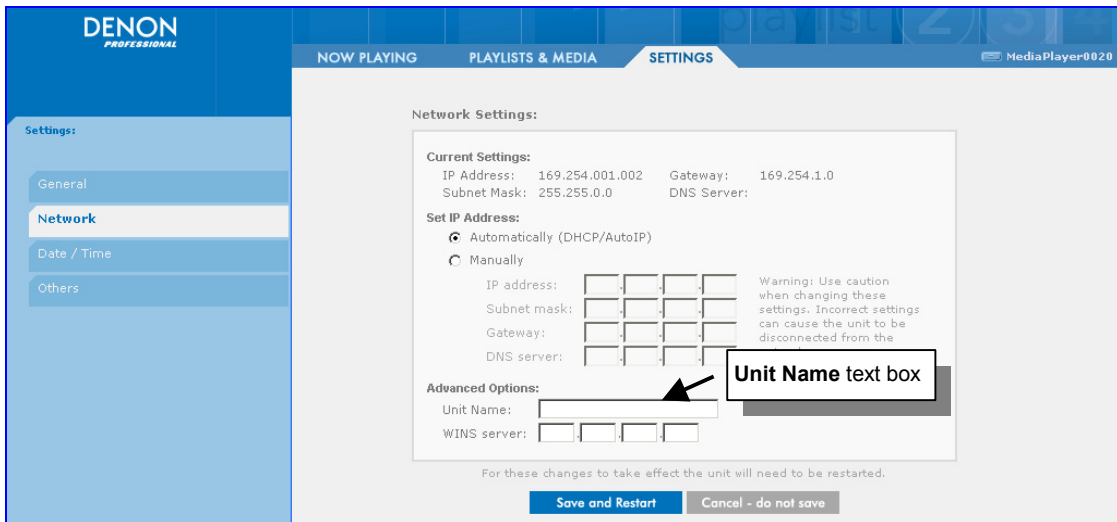 DENON
PROFESSIONAL
playlist 2 3 4
NOW PLAYING PLAYLISTS & MEDIA SETTINGS MediaPlayer0020
Settings:
General
Network
Date / Time
Others
Network Settings:
Current Settings:
IP Address: 169.254.001.002 Gateway: 169.254.1.0
Subnet Mask: 255.255.0.0 DNS Server:
Set IP Address:
Automatically (DHCP/AutoIP)
Manually
IP address: . . .
Subnet mask: . . .
Gateway: . . .
DNS server: . . .
Warning: Use caution
when changing these
settings. Incorrect settings
can cause the unit to be
disconnected from the
Unit Name text box
Advanced Options:
Unit Name:
WINS server: . . .
For these changes to take effect the unit will need to be restarted.
Save and Restart Cancel - do not save